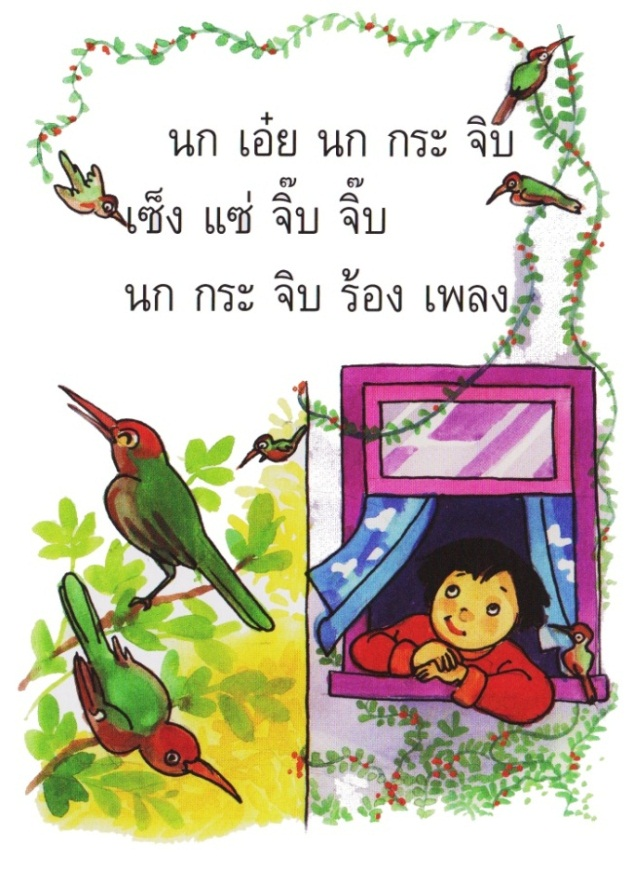 นก เอ๋ย นก กระ จิบ
เซ็ง แซ่ จิ๊บ จิ๊บ
นก กระ จิบ ร้อง เพลง